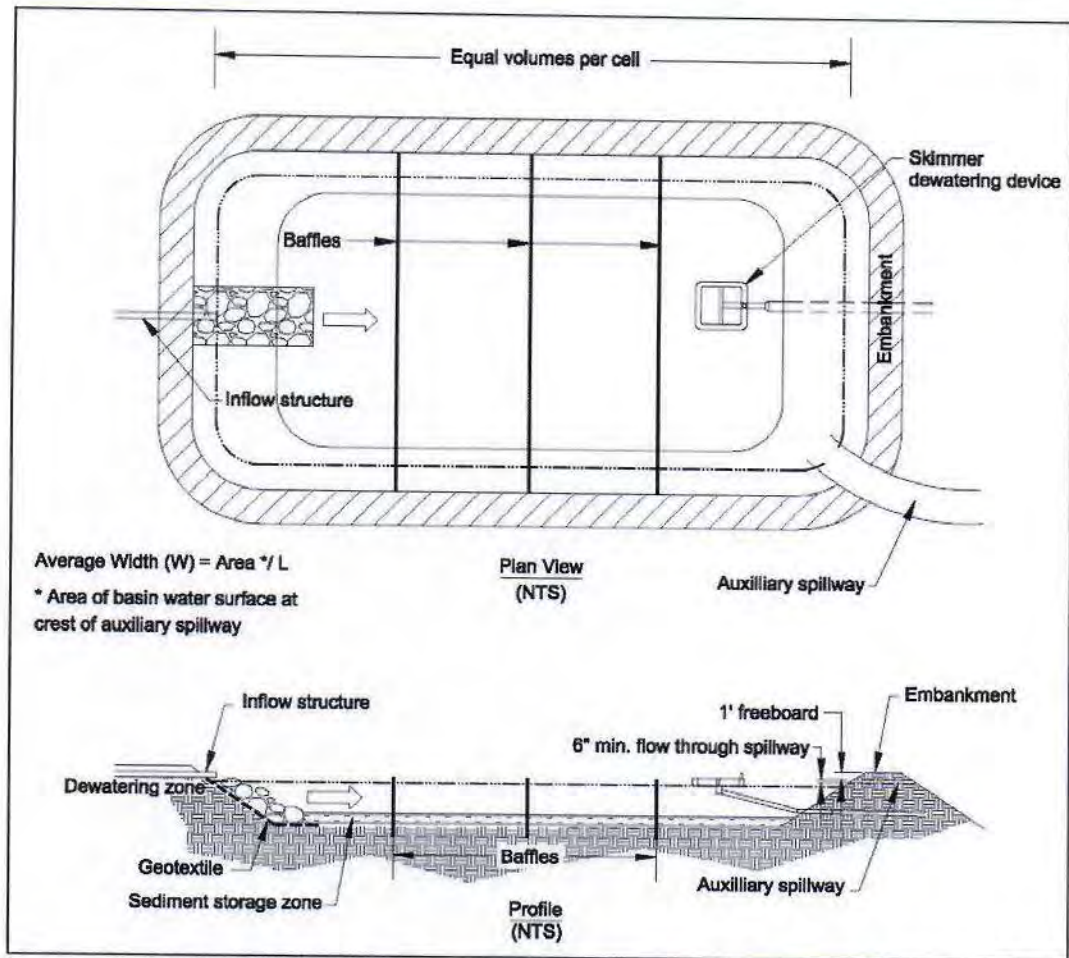 Equal volumes per cell
Skimmer
dewatering device
Baffles
Embankment
Inflow structure
Average Width (W) = Area */ L
* Area of basin water surface at
crest of auxiliary spillway
Plan View
(NTS)
Auxilliary spillway
Inflow structure
Embankment
1' freeboard
6" min. flow through spillway
Dewatering zone
Geotextile
Baffles
Sediment storage zone
Auxilliary spillway
Profile
(NTS)